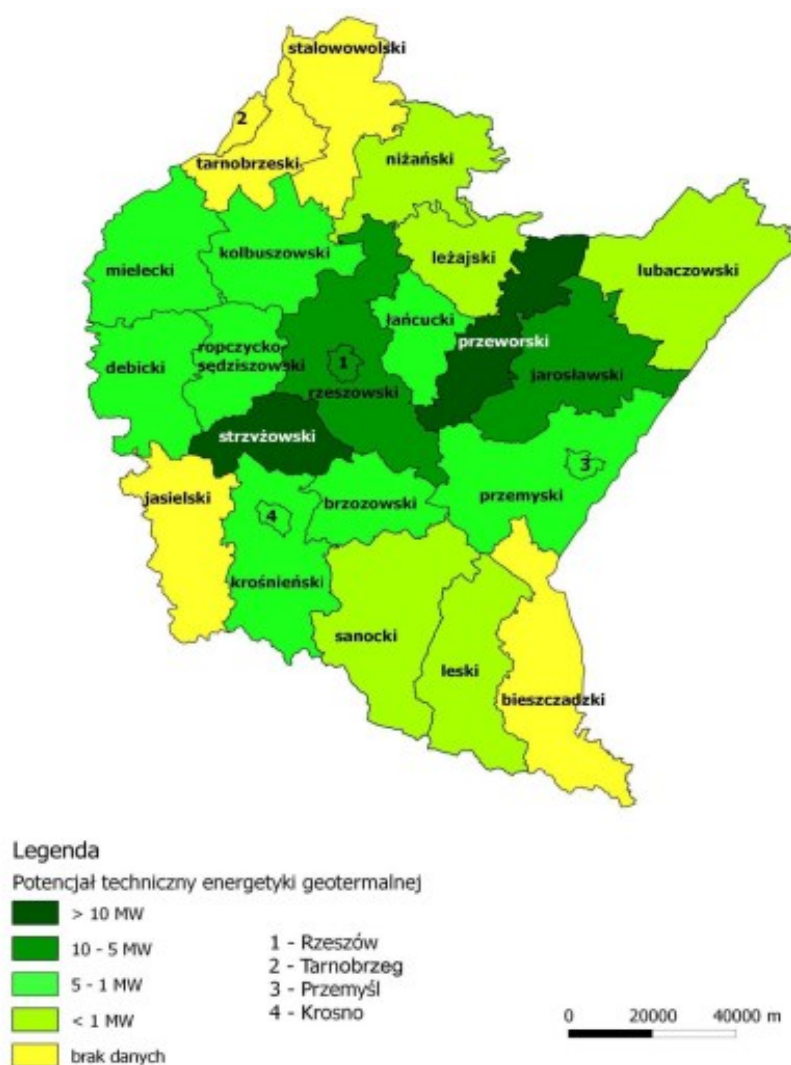 stalowowolski
2
tarnobrzeski
niżański
kolbuszowski
leżajski
mielecki
lubaczowski
łańcucki
ropczycko-
sędziszowski
debicki
przeworski
1
jarosławski
rzeszowski
strzyżowski
3
jasielski
brzozowski
przemyski
4
krośnieński
sanocki
leski
bieszczadzki
Legenda
Potencjał techniczny energetyki geotermalnej
> 10 MW
10 - 5 MW
5 - 1 MW
< 1 MW
brak danych
1 - Rzeszów
2 - Tarnobrzeg
3 - Przemyśl
4 - Krosno
0 20000 40000 m